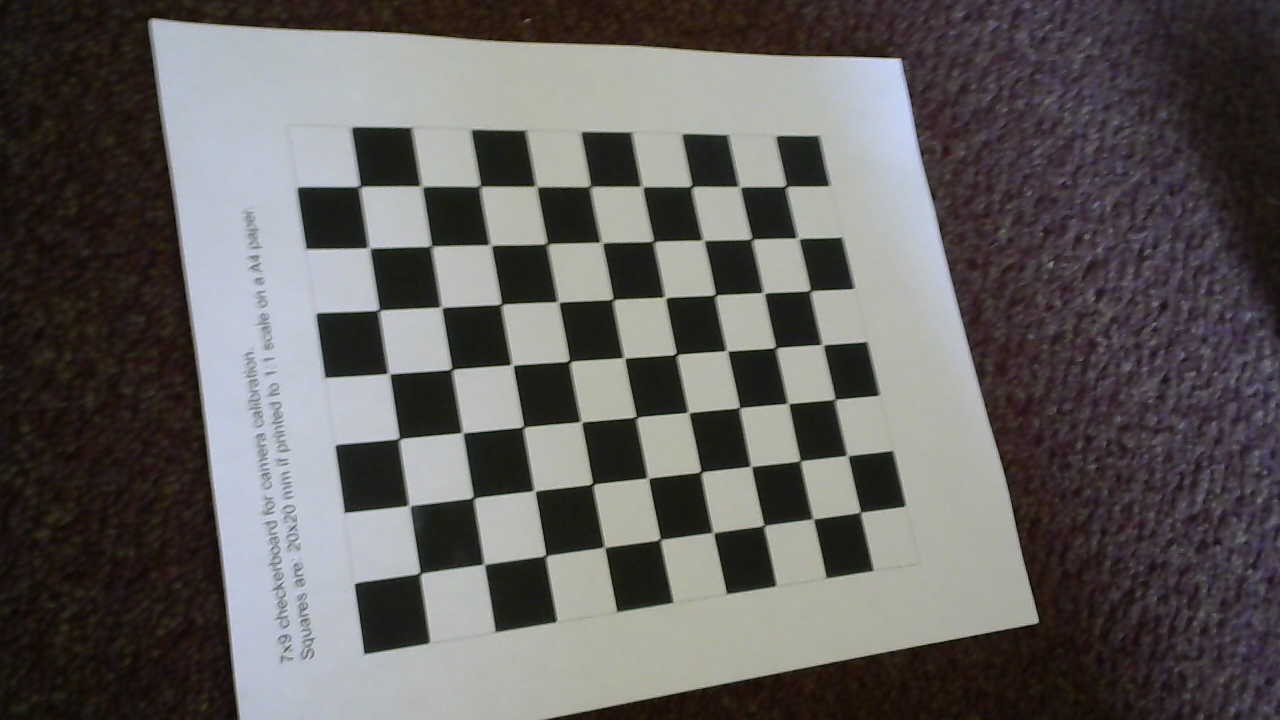 7x9 checkerboard for camera calibration.
Squares are: 20x20 mm if printed to 1:1 scale on a A4 paper